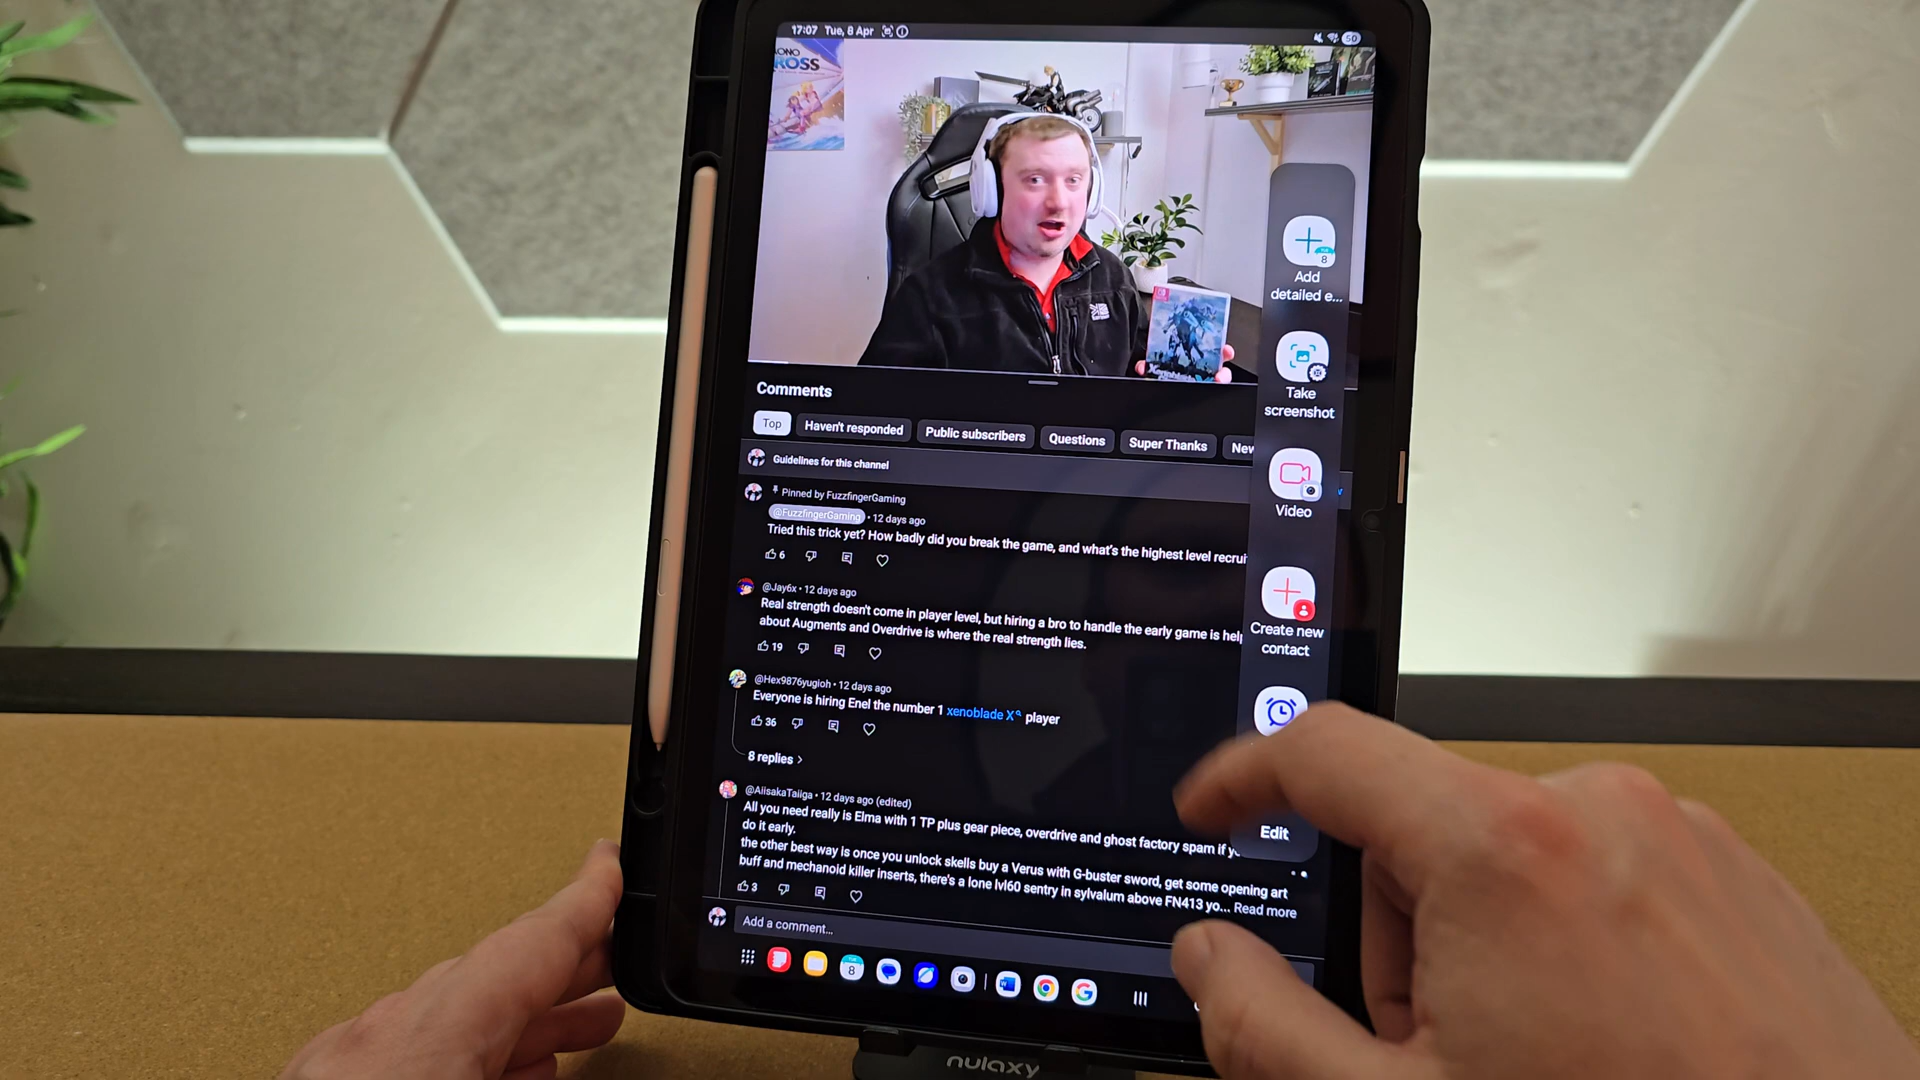 17:07 Tue, 8 Apr
50
ONO
ROSS
Xenoblade
8
Add
detailed e...
Take
screenshot
Video
Create new
contact
Edit
Comments
Top
Haven't responded
Public subscribers
Questions
Super Thanks
New
Guidelines for this channel
Pinned by FuzzfingerGaming
@FuzzfingerGaming • 12 days ago
Tried this trick yet? How badly did you break the game, and what's the highest level recrui
6
@Jay6x • 12 days ago
Real strength doesn't come in player level, but hiring a bro to handle the early game is help
about Augments and Overdrive is where the real strength lies.
19
@Hex9876yugioh • 12 days ago
Everyone is hiring Enel the number 1 xenoblade X player
36
8 replies >
@AiisakaTaiiga • 12 days ago (edited)
All you need really is Elma with 1 TP plus gear piece, overdrive and ghost factory spam if y
do it early.
the other best way is once you unlock skells buy a Verus with G-buster sword, get some opening art
buff and mechanoid killer inserts, there's a lone lvl60 sentry in sylvalum above FN413 yo... Read more
3
Add a comment...
8
nulaxy